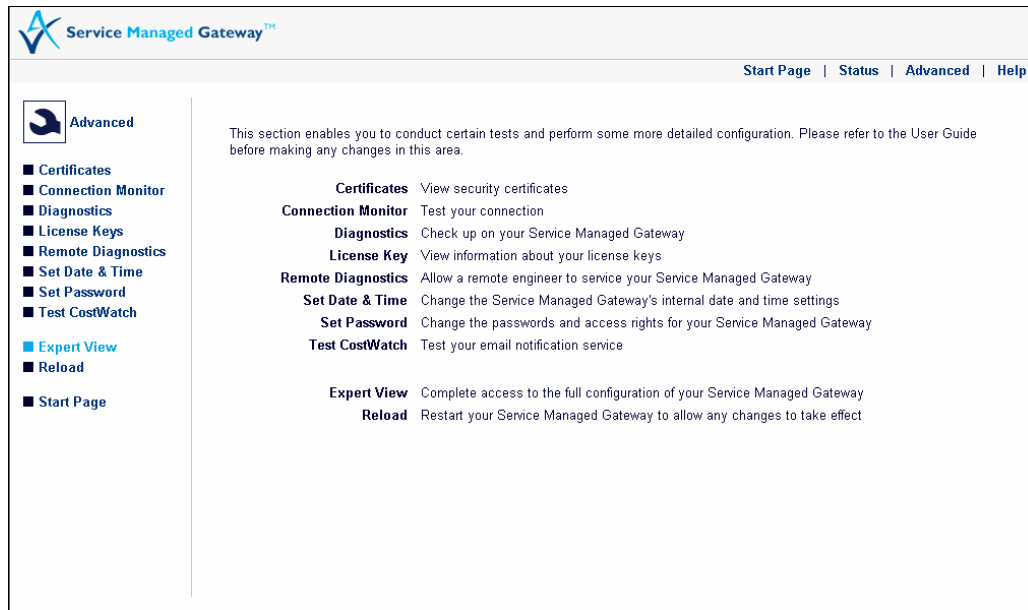 Service Managed Gateway™
Start Page | Status | Advanced | Help
Advanced
Certificates
Connection Monitor
Diagnostics
License Keys
Remote Diagnostics
Set Date & Time
Set Password
Test CostWatch
Expert View
Reload
Start Page
This section enables you to conduct certain tests and perform some more detailed configuration. Please refer to the User Guide
before making any changes in this area.
Certificates View security certificates
Connection Monitor Test your connection
Diagnostics Check up on your Service Managed Gateway
License Key View information about your license keys
Remote Diagnostics Allow a remote engineer to service your Service Managed Gateway
Set Date & Time Change the Service Managed Gateway's internal date and time settings
Set Password Change the passwords and access rights for your Service Managed Gateway
Test CostWatch Test your email notification service
Expert View Complete access to the full configuration of your Service Managed Gateway
Reload Restart your Service Managed Gateway to allow any changes to take effect